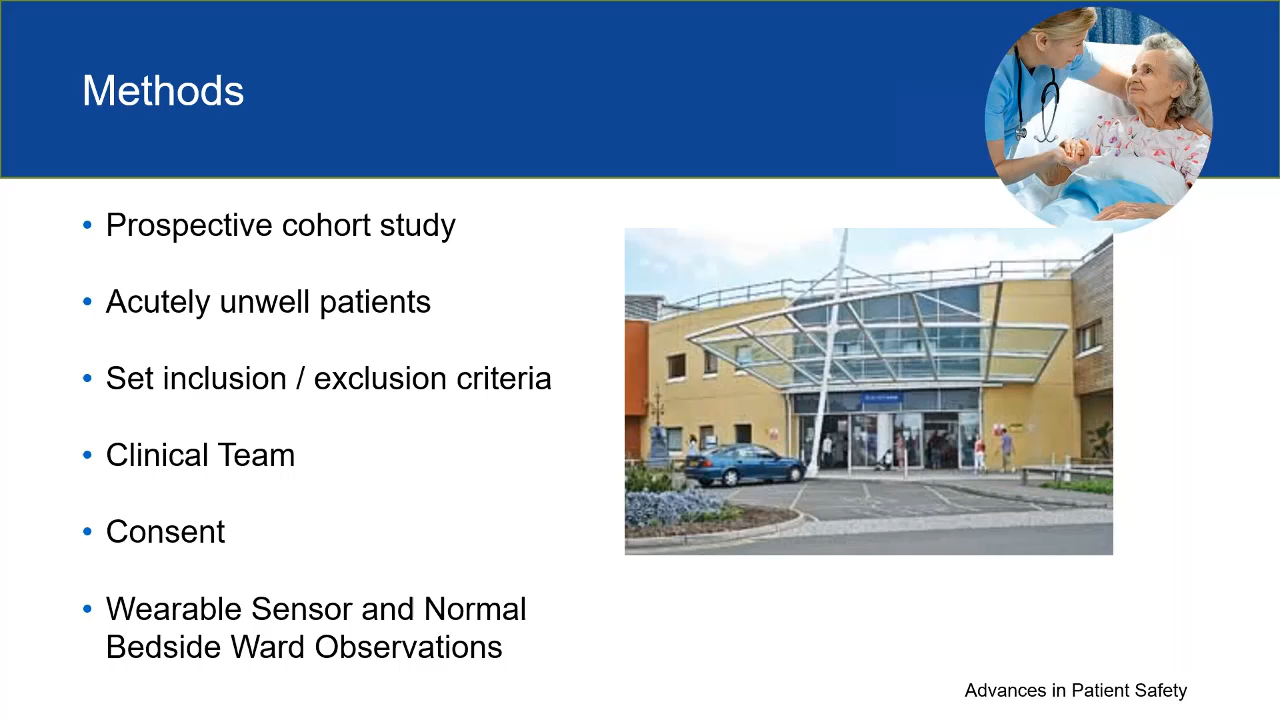 Methods
• Prospective cohort study
• Acutely unwell patients
• Set inclusion / exclusion criteria
• Clinical Team
• Consent
• Wearable Sensor and Normal
Bedside Ward Observations
Advances in Patient Safety